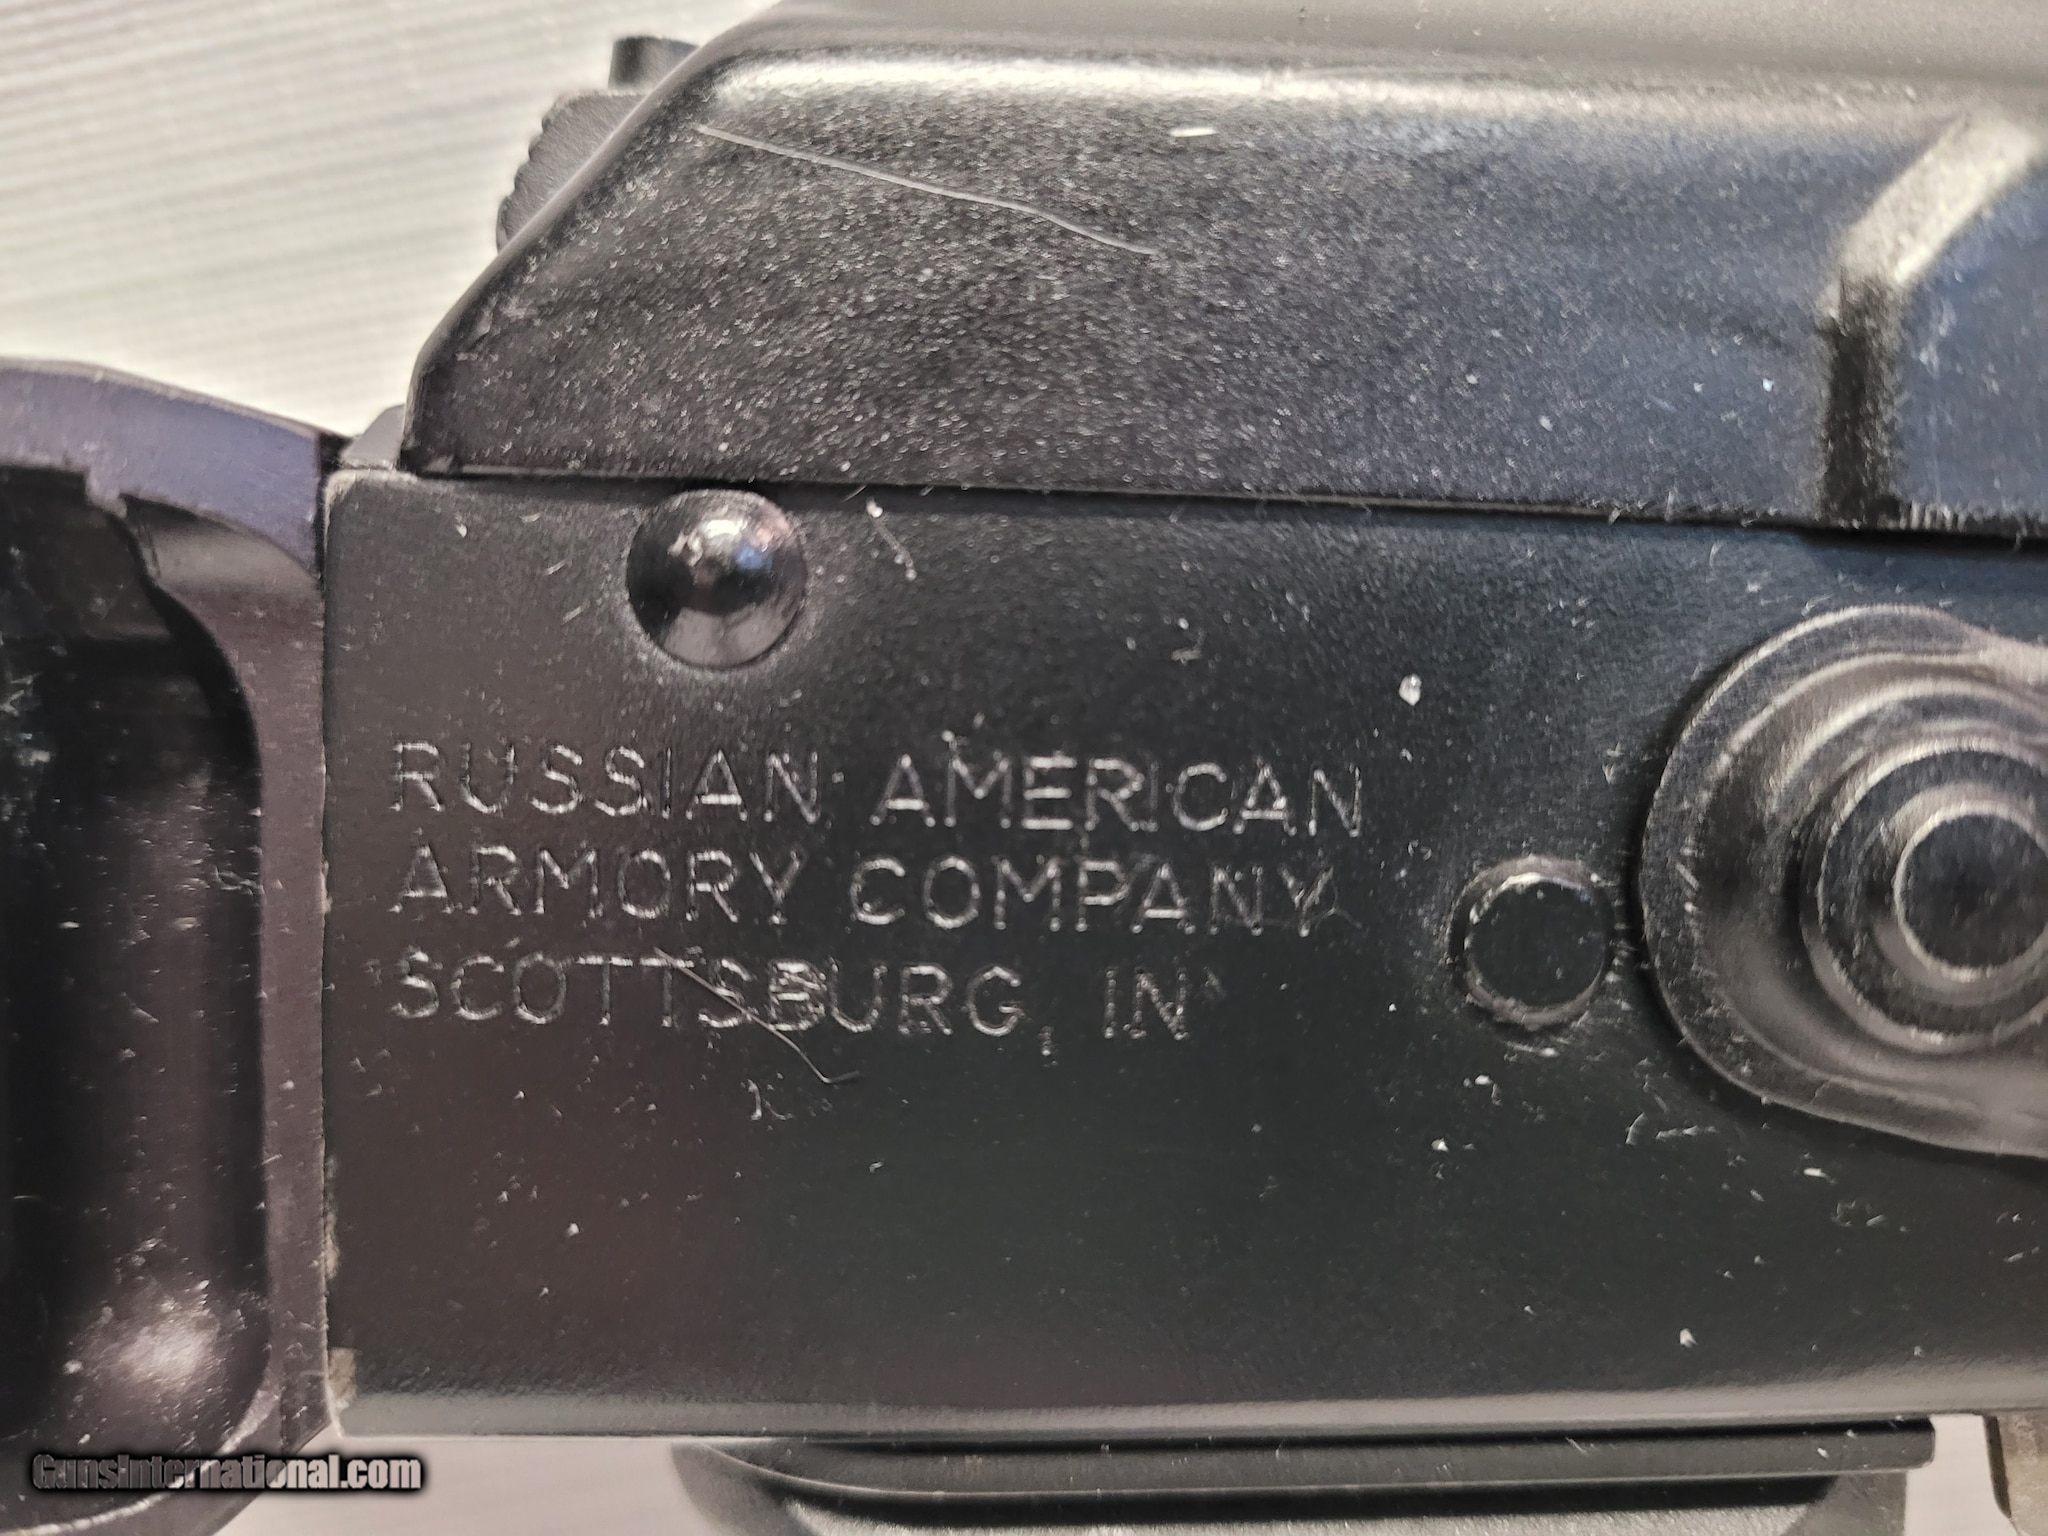 RUSSIAN AMERICAN
ARMORY COMPANY
SCOTTSBURG, IN
GunsInternational.com